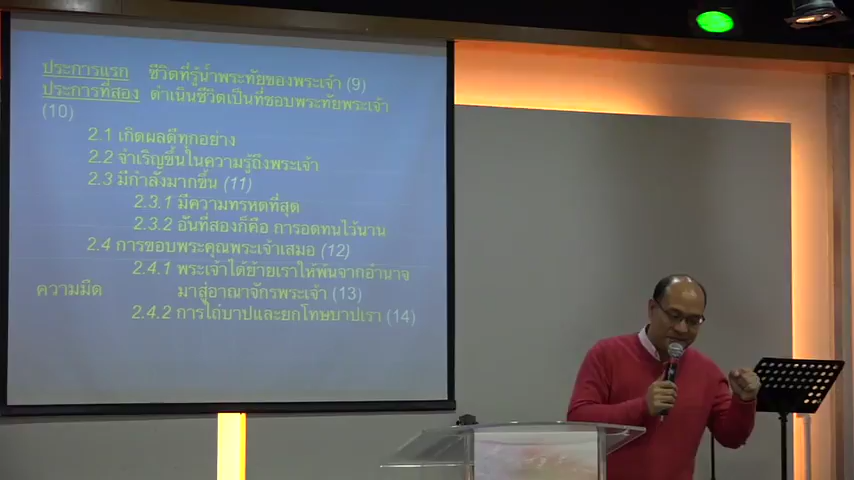 ประการแรก ชีวิตที่รู้น้ำพระทัยของพระเจ้า (9)
ประการที่สอง ดำเนินชีวิตเป็นที่ชอบพระทัยพระเจ้า
(10)
2.1 เกิดผลดีทุกอย่าง
2.2 จำเริญขึ้นในความรู้ถึงพระเจ้า
2.3 มีกำลังมากขึ้น (11)
2.3.1 มีความทรหดที่สุด
2.3.2 อันที่สองก็คือ การอดทนไว้นาน
2.4 การขอบพระคุณพระเจ้าเสมอ (12)
2.4.1 พระเจ้าได้ย้ายเราให้พ้นจากอำนาจ
ความมืด มาสู่อาณาจักรพระเจ้า (13)
2.4.2 การไถ่บาปและยกโทษบาปเรา (14)